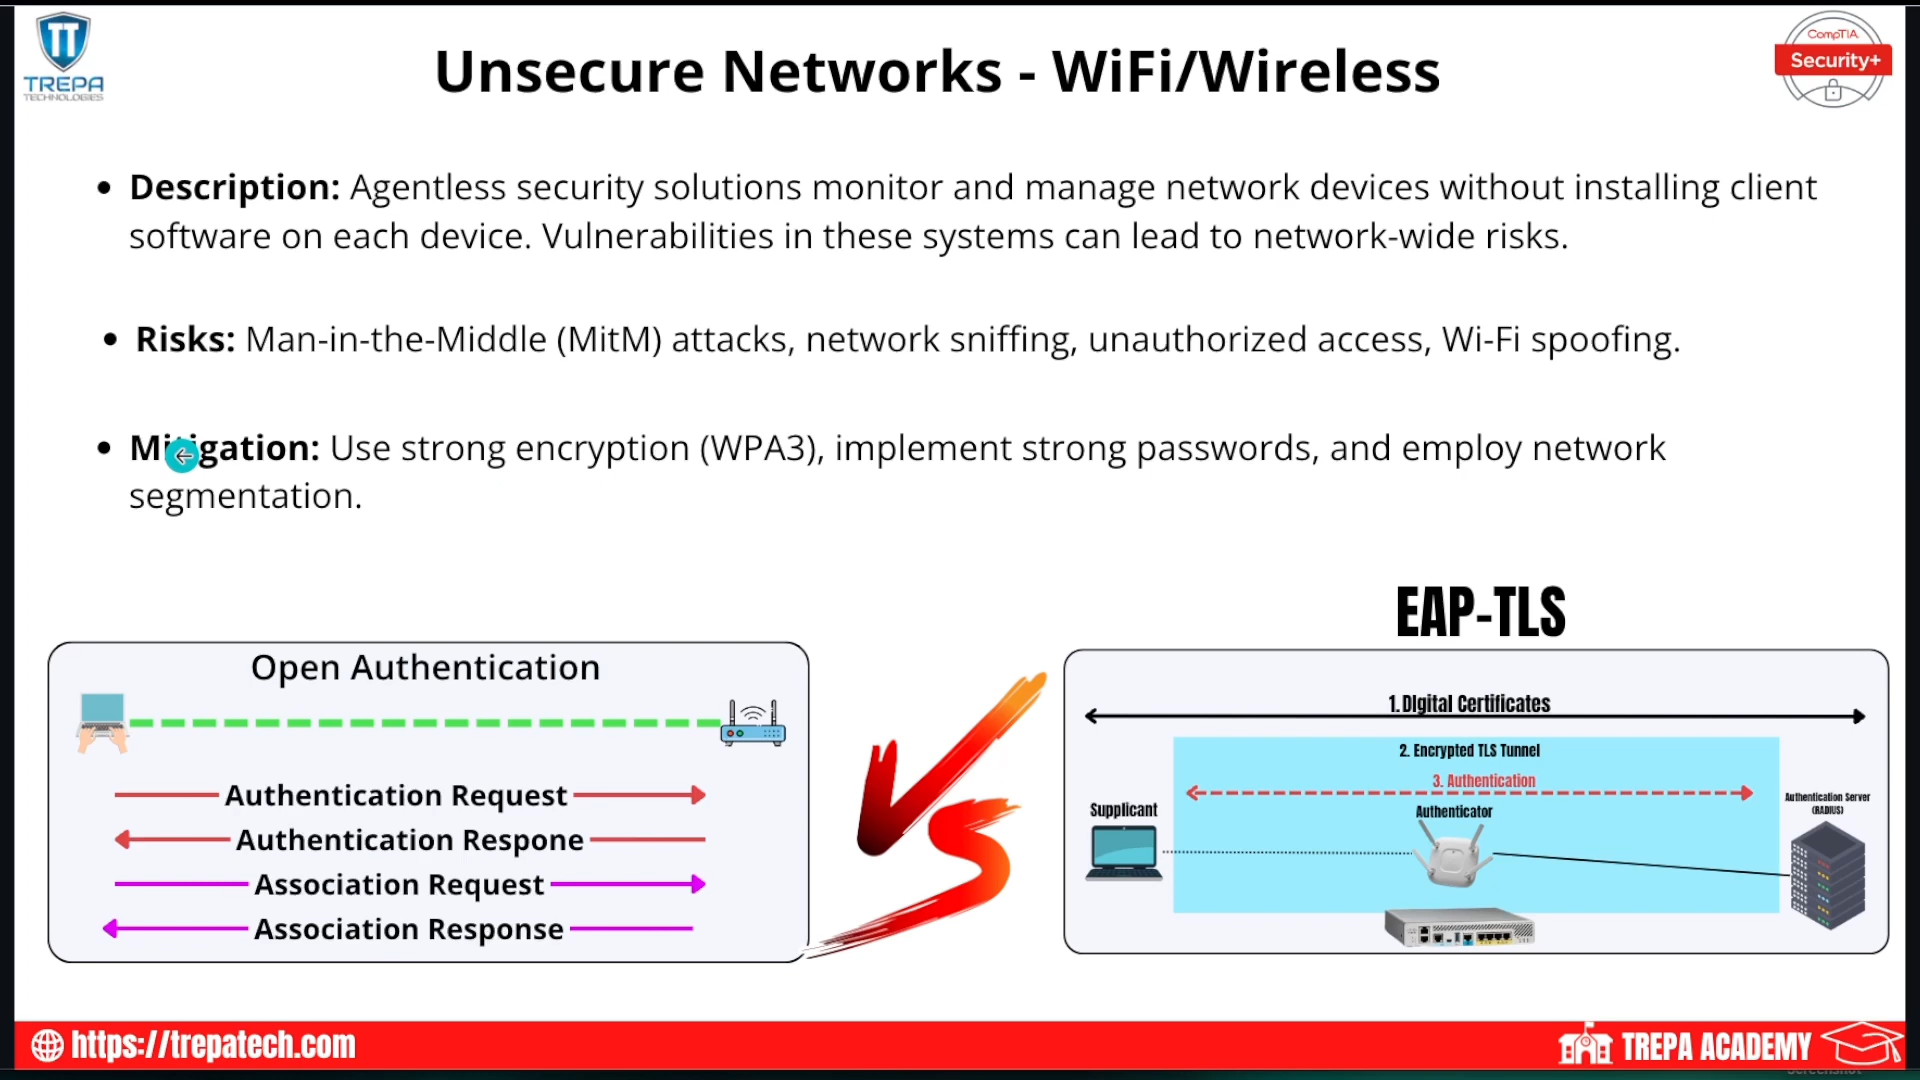 TREPA
TECHNOLOGIES
Unsecure Networks - WiFi/Wireless
CompTIA
Security+
• Description: Agentless security solutions monitor and manage network devices without installing client
software on each device. Vulnerabilities in these systems can lead to network-wide risks.
• Risks: Man-in-the-Middle (MitM) attacks, network sniffing, unauthorized access, Wi-Fi spoofing.
• Mitigation: Use strong encryption (WPA3), implement strong passwords, and employ network
segmentation.
Open Authentication
Authentication Request
Authentication Respone
Association Request
Association Response
VS
EAP-TLS
1.DIgital Certificates
2. Encrypted TLS Tunnel
3. Authentication
Supplicant
Authenticator
Authentication Server
(RADIUS)
https://trepatech.com
TREPA ACADEMY